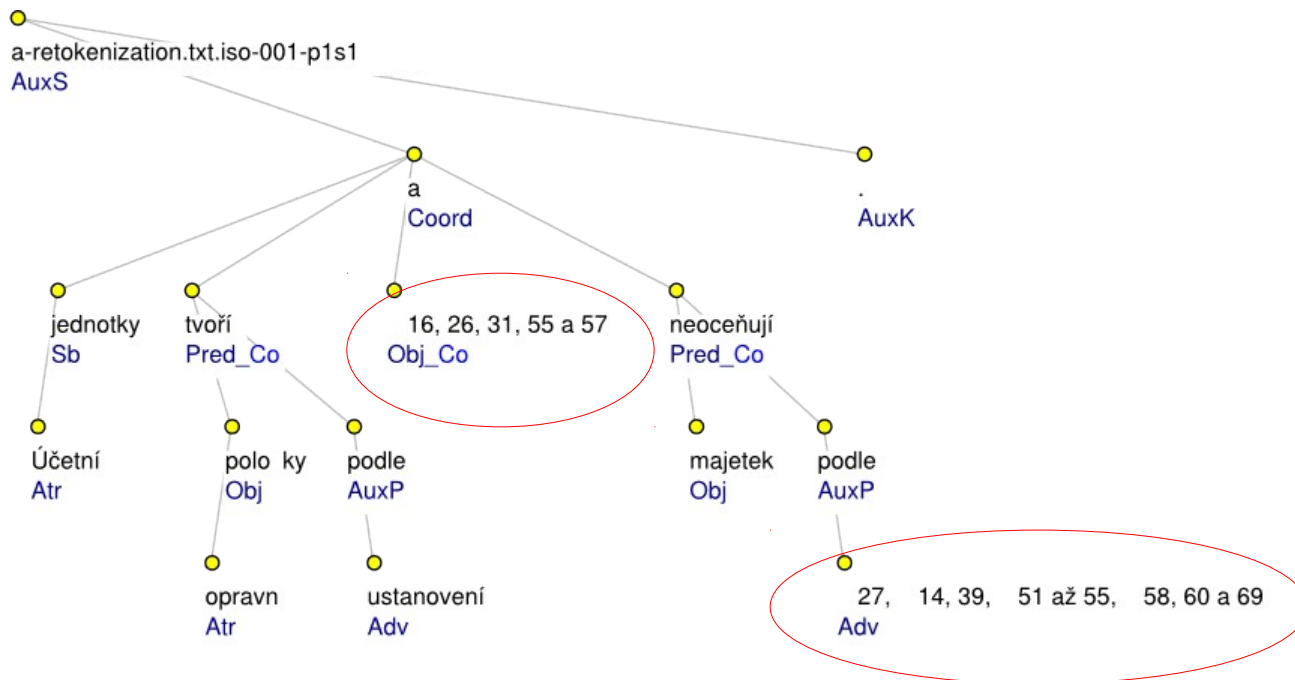 a-retokenization.txt.iso-001-p1s1
AuxS
a
Coord
.
AuxK
jednotky
Sb
tvoří
Pred_Co
16, 26, 31, 55 a 57
Obj_Co
neoceňují
Pred_Co
Účetní
Atr
polo ky
Obj
podle
AuxP
majetek
Obj
podle
AuxP
opravn
Atr
ustanovení
Adv
27, 14, 39, 51 až 55, 58, 60 a 69
Adv